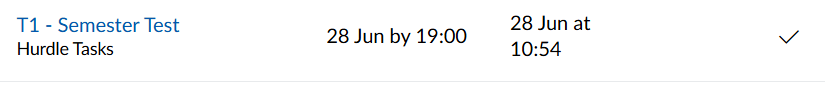 T1 - Semester Test
Hurdle Tasks
28 Jun by 19:00
28 Jun at
10:54